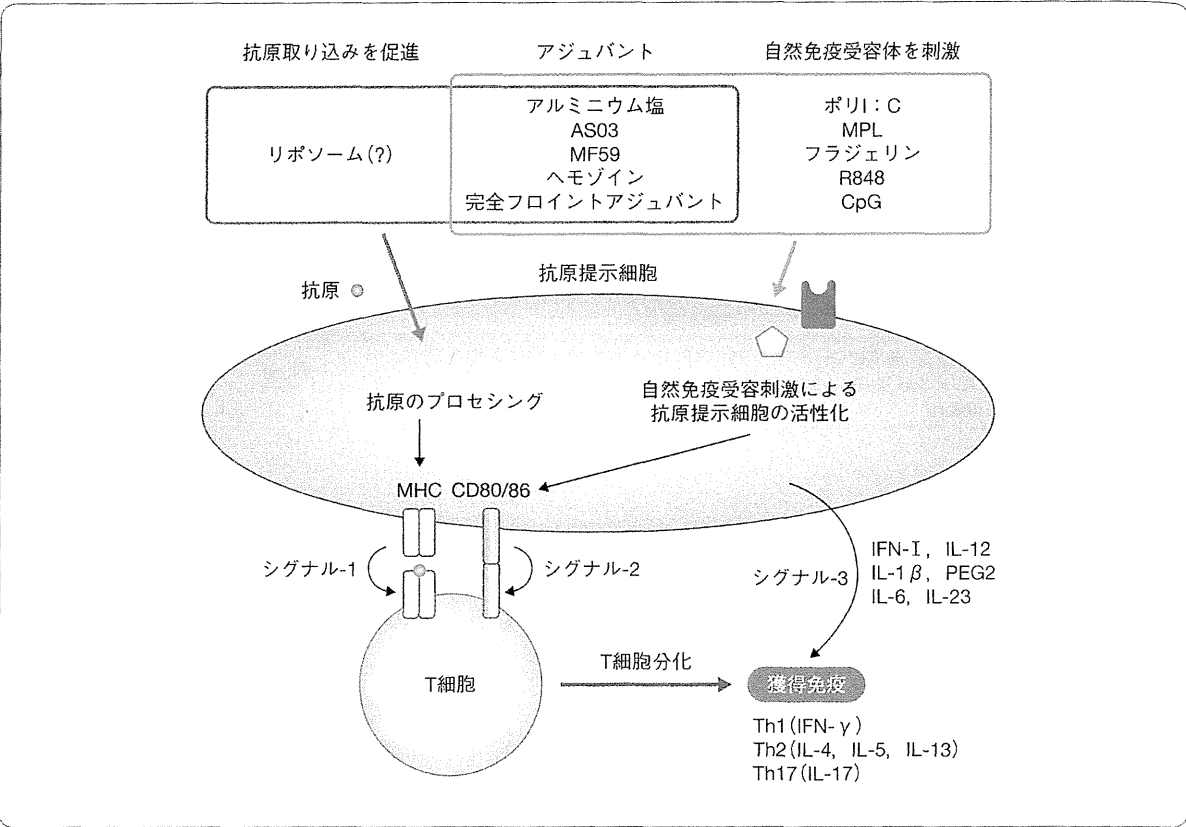 抗原取り込みを促進
アジュバント
自然免疫受容体を刺激
リポソーム(?)
アルミニウム塩
AS03
MF59
ヘモゾイン
完全フロイントアジュバント
ポリI:C
MPL
フラジェリン
R848
CpG
抗原提示細胞
抗原
抗原のプロセシング
自然免疫受容刺激による
抗原提示細胞の活性化
MHC CD80/86
シグナル-1
シグナル-2
シグナル-3
IFN-Ⅰ, IL-12
IL-1β, PEG2
IL-6, IL-23
T細胞
T細胞分化
獲得免疫
Th1(IFN-γ)
Th2(IL-4, IL-5, IL-13)
Th17(IL-17)